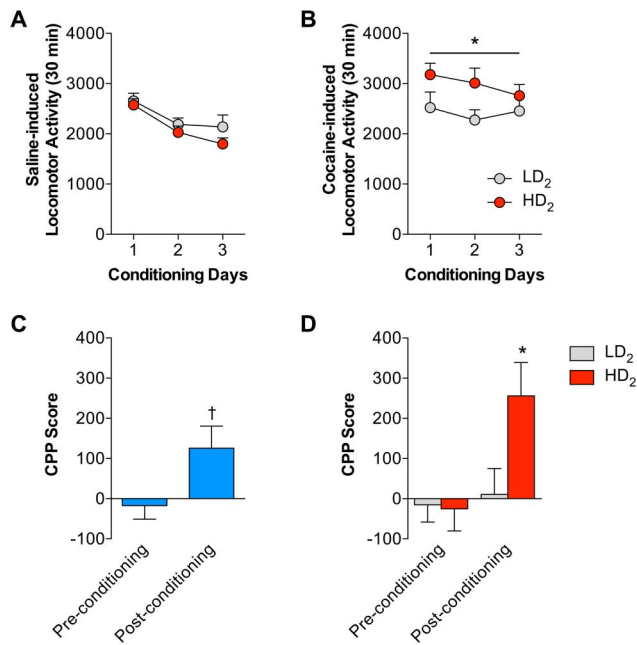 A
Saline-induced
Locomotor Activity (30 min)
4000
3000
2000
1000
0
1 2 3
Conditioning Days
B
Cocaine-induced
Locomotor Activity (30 min)
4000
3000
2000
1000
0
*
LD2
HD2
1 2 3
Conditioning Days
C
CPP Score
400
300
200
100
0
-100
†
Pre-conditioning
Post-conditioning
D
CPP Score
400
300
200
100
0
-100
*
LD2
HD2
Pre-conditioning
Post-conditioning